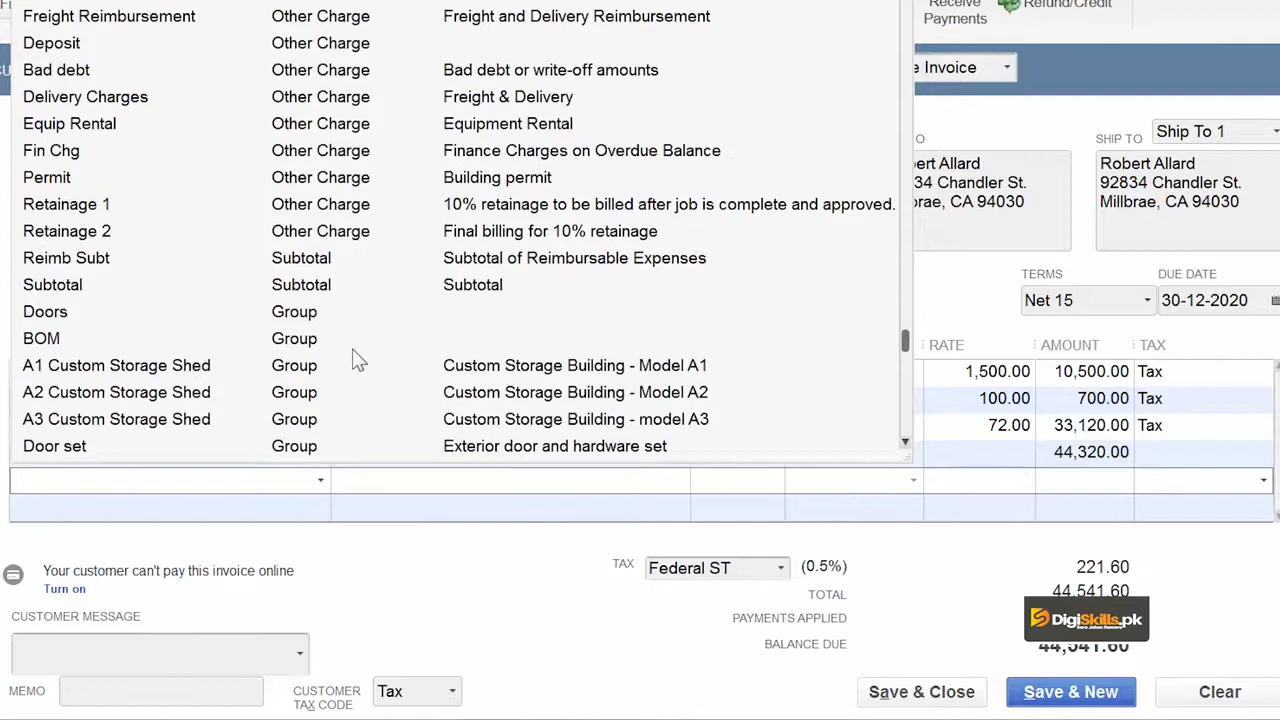 Receive
Payments
Refund/Credit
Freight Reimbursement Other Charge Freight and Delivery Reimbursement
Deposit Other Charge
Bad debt Other Charge Bad debt or write-off amounts
Delivery Charges Other Charge Freight & Delivery
Equip Rental Other Charge Equipment Rental
Fin Chg Other Charge Finance Charges on Overdue Balance
Permit Other Charge Building permit
Retainage 1 Other Charge 10% retainage to be billed after job is complete and approved.
Retainage 2 Other Charge Final billing for 10% retainage
Reimb Subt Subtotal Subtotal of Reimbursable Expenses
Subtotal Subtotal Subtotal
Doors Group
BOM Group
A1 Custom Storage Shed Group Custom Storage Building - Model A1
A2 Custom Storage Shed Group Custom Storage Building - Model A2
A3 Custom Storage Shed Group Custom Storage Building - model A3
Door set Group Exterior door and hardware set
e Invoice
O
SHIP TO Ship To 1
ert Allard
34 Chandler St.
rae, CA 94030
Robert Allard
92834 Chandler St.
Millbrae, CA 94030
TERMS DUE DATE
Net 15 30-12-2020
RATE AMOUNT TAX
1,500.00 10,500.00 Tax
100.00 700.00 Tax
72.00 33,120.00 Tax
44,320.00
Your customer can't pay this invoice online
Turn on
TAX Federal ST (0.5%) 221.60
TOTAL 44,541.60
PAYMENTS APPLIED
BALANCE DUE 44,541.60
DigiSkills.pk
CUSTOMER MESSAGE
MEMO
CUSTOMER
TAX CODE
Tax
Save & Close Save & New Clear